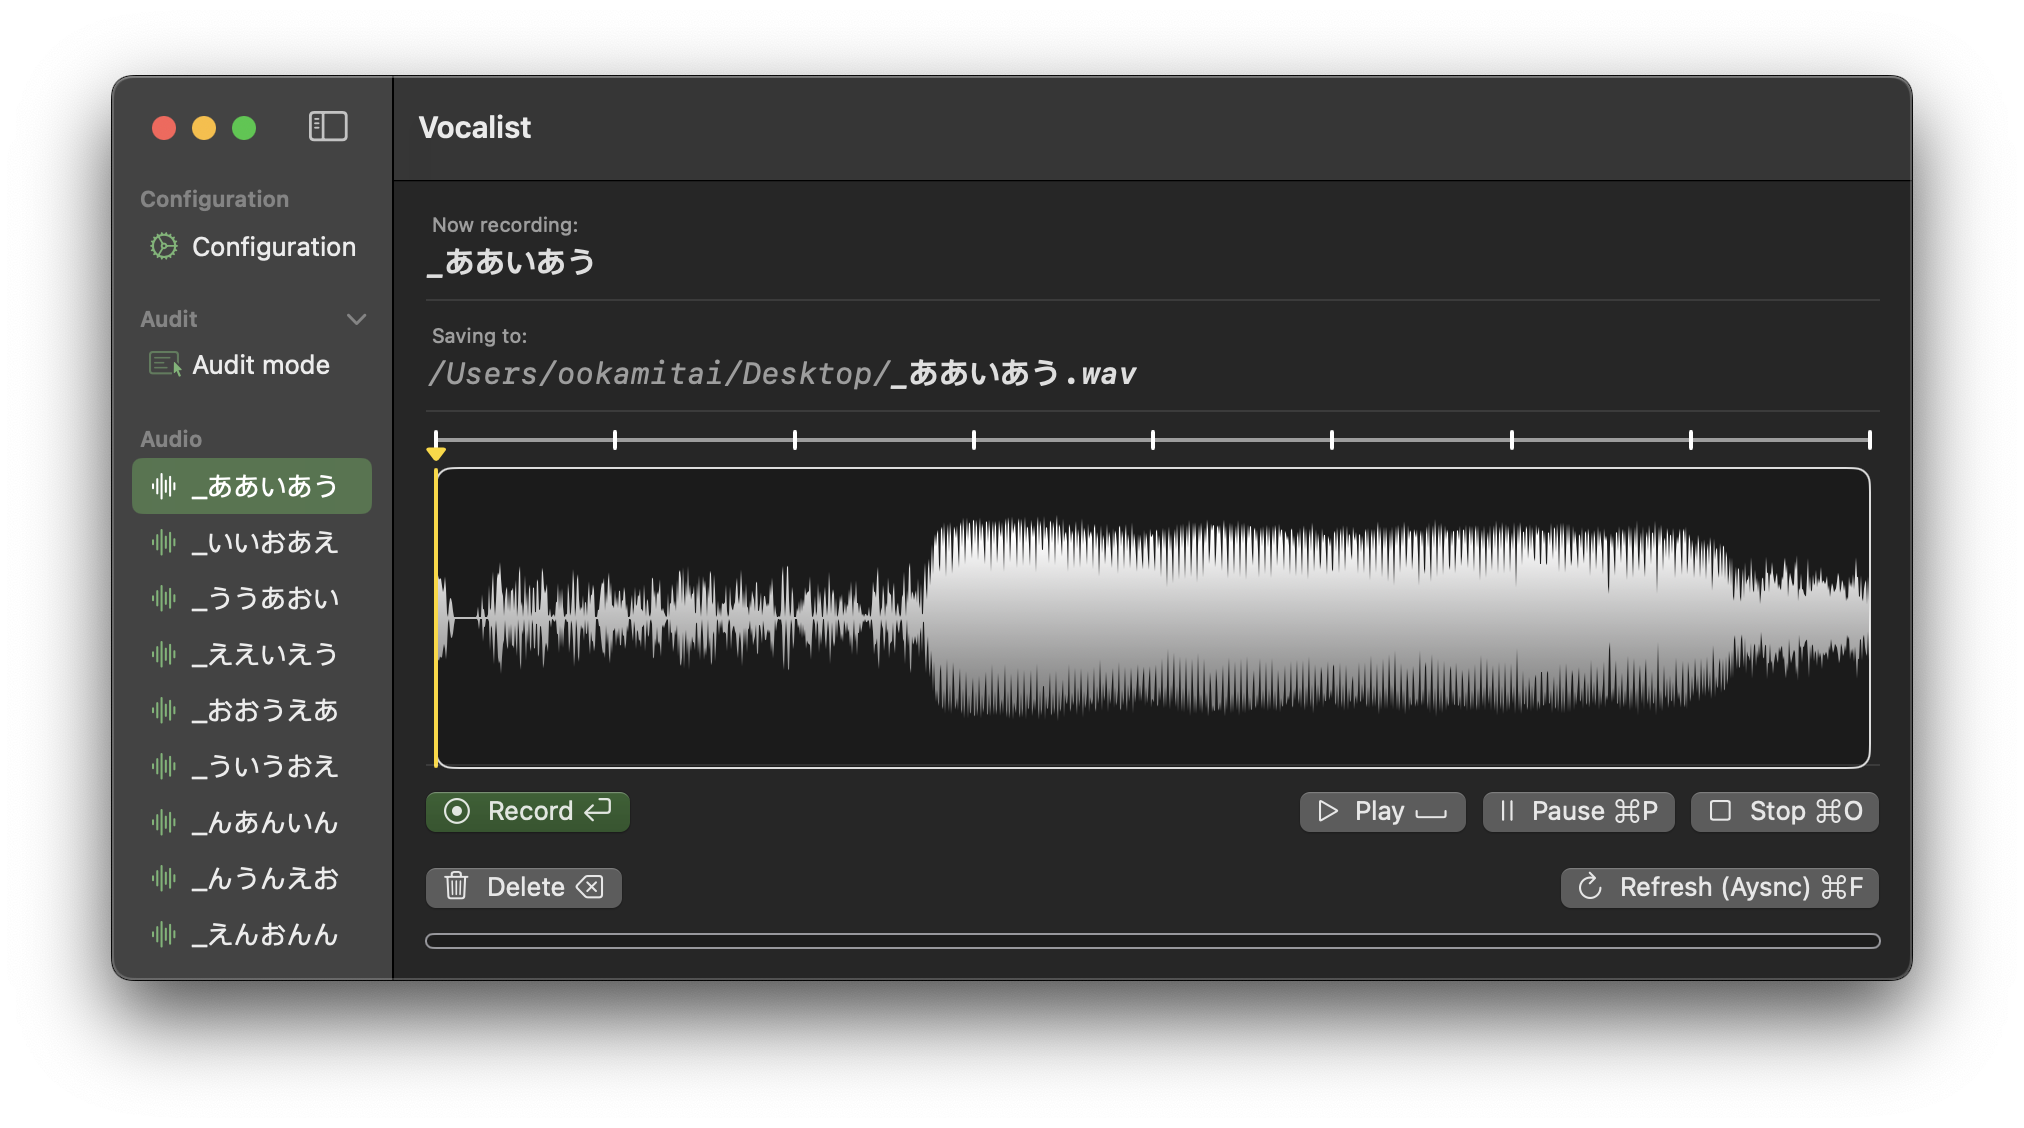 Vocalist
Configuration
Configuration
Audit
Audit mode
Audio
_ああいあう
_いいおあえ
_ううあおい
_ええいえう
_おおうえあ
_ういうおえ
_んあんいん
_んうんえお
_えんおんん
Now recording:
_ああいあう
Saving to:
/Users/ookamitai/Desktop/_ああいあう.wav
Record
Play
Pause ⌘P
Stop ⌘O
Delete
Refresh (Aysnc) ⌘F